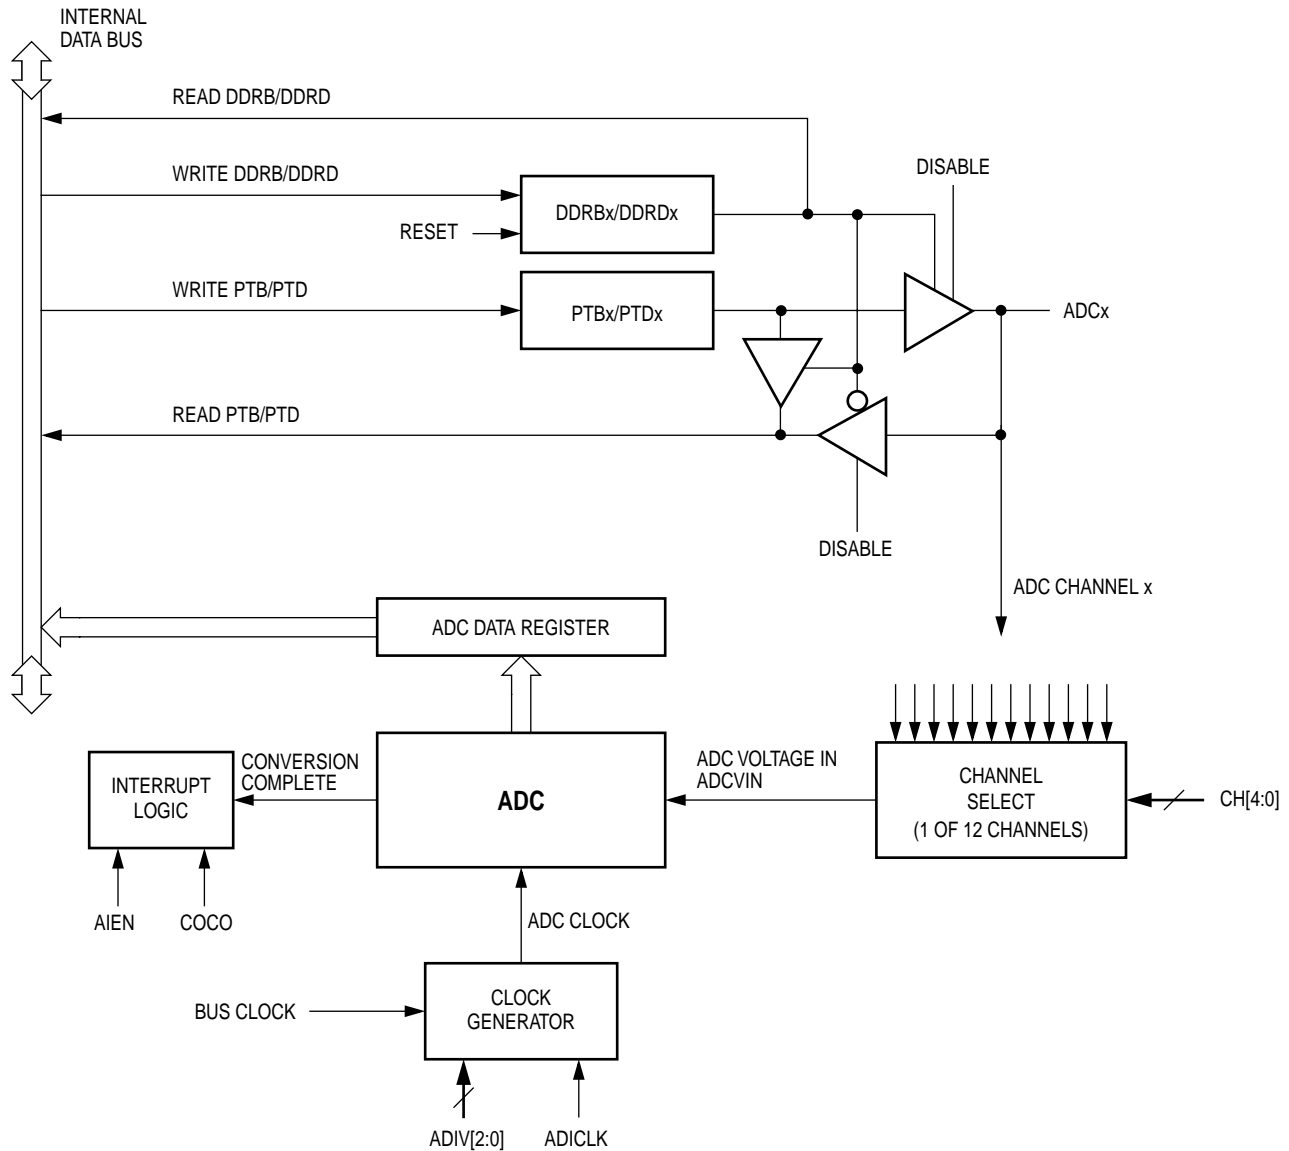 INTERNAL
DATA BUS
READ DDRB/DDRD
WRITE DDRB/DDRD
DISABLE
DDRBx/DDRDx
RESET
WRITE PTB/PTD
PTBx/PTDx
ADCx
READ PTB/PTD
DISABLE
ADC CHANNEL x
ADC DATA REGISTER
INTERRUPT
LOGIC
CONVERSION
COMPLETE
ADC
ADC VOLTAGE IN
ADCVIN
CHANNEL
SELECT
(1 OF 12 CHANNELS)
CH[4:0]
AIEN
COCO
ADC CLOCK
BUS CLOCK
CLOCK
GENERATOR
ADIV[2:0]
ADICLK